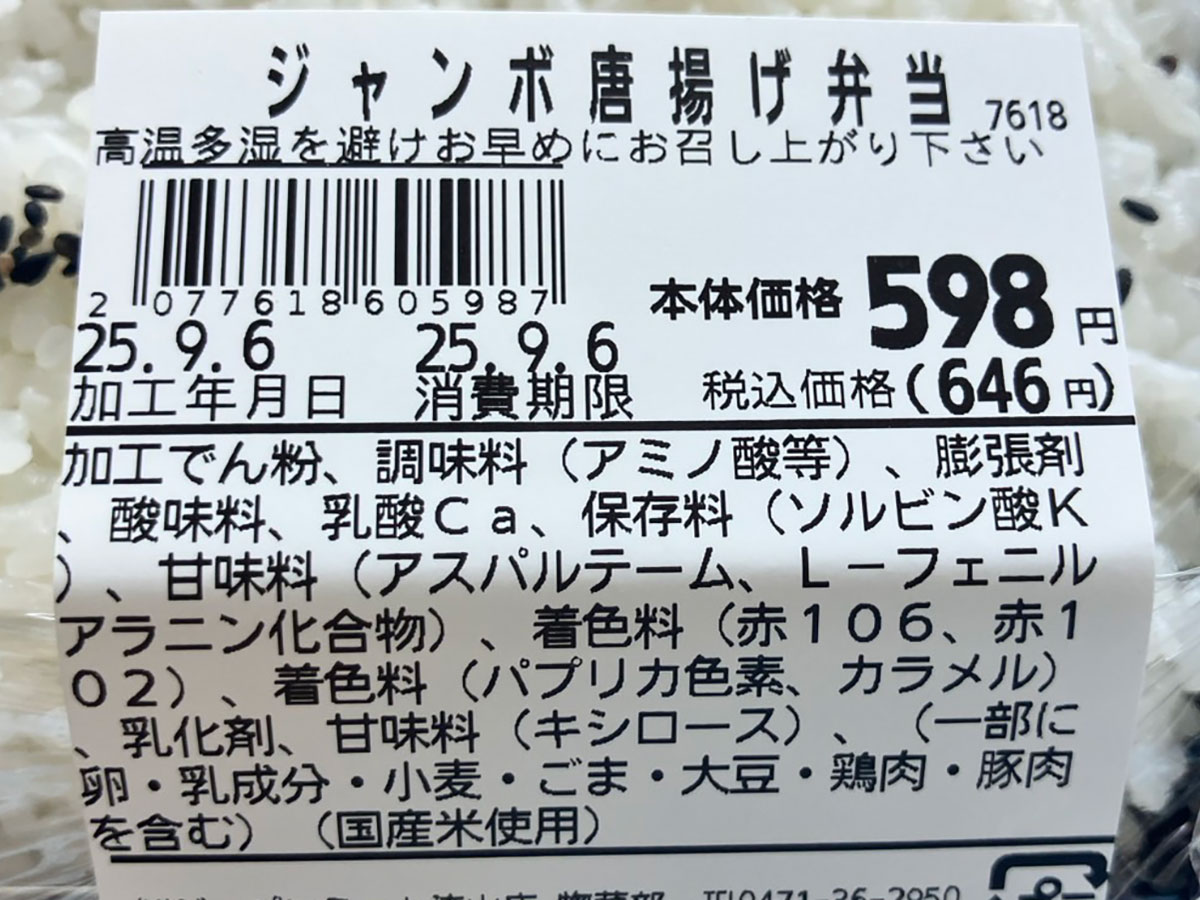 ジャンボ唐揚げ弁当 7618
高温多湿を避けお早めにお召し上がり下さい
2 077618 605987
本体価格 598円
25.9.6 25.9.6
加工年月日 消費期限 税込価格(646円)
加工でん粉、調味料（アミノ酸等）、膨張剤
、酸味料、乳酸Ｃａ、保存料（ソルビン酸Ｋ
）、甘味料（アスパルテーム、Ｌ－フェニル
アラニン化合物）、着色料（赤１０６、赤１
０２）、着色料（パプリカ色素、カラメル）
、乳化剤、甘味料（キシロース）、（一部に
卵・乳成分・小麦・ごま・大豆・鶏肉・豚肉
を含む）（国産米使用）